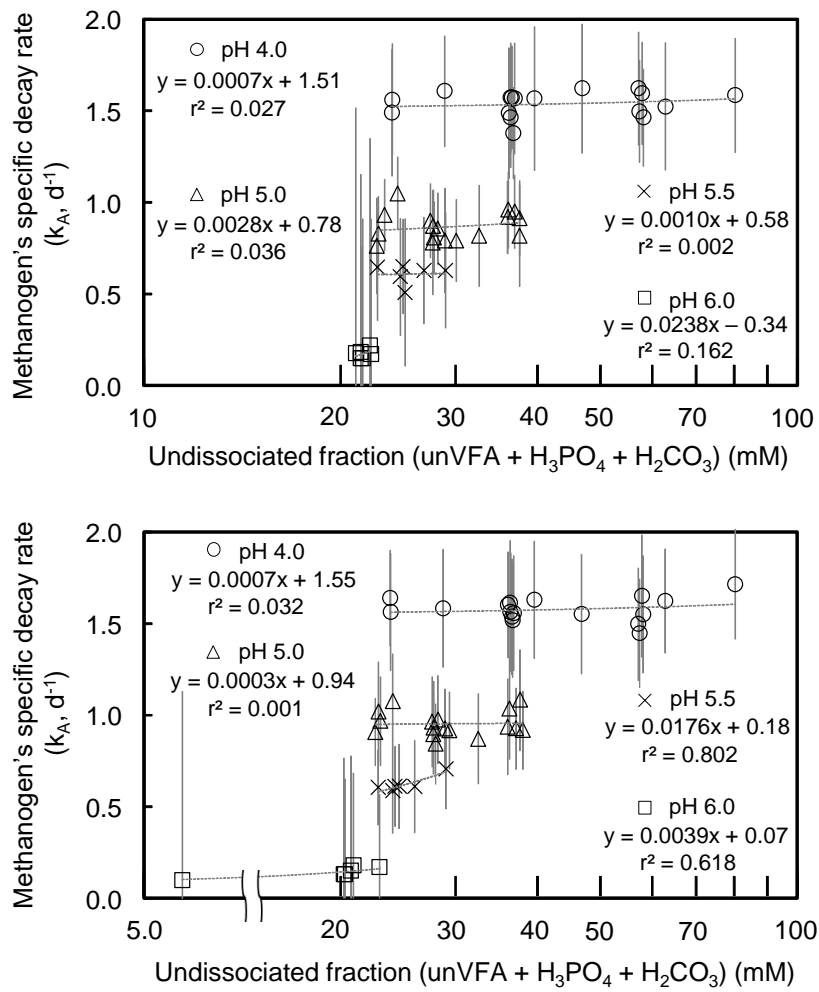 2.0
1.5
1.0
0.5
0.0
Methanogen's specific decay rate
(kA, d-1)
pH 4.0
y = 0.0007x + 1.51
r² = 0.027
pH 5.0
y = 0.0028x + 0.78
r² = 0.036
pH 5.5
y = 0.0010x + 0.58
r² = 0.002
pH 6.0
y = 0.0238x – 0.34
r² = 0.162
10 20 30 40 50 70 100
Undissociated fraction (unVFA + H3PO4 + H2CO3) (mM)
2.0
1.5
1.0
0.5
0.0
Methanogen's specific decay rate
(kA, d-1)
pH 4.0
y = 0.0007x + 1.55
r² = 0.032
pH 5.0
y = 0.0003x + 0.94
r² = 0.001
pH 5.5
y = 0.0176x + 0.18
r² = 0.802
pH 6.0
y = 0.0039x + 0.07
r² = 0.618
5.0 20 30 40 50 70 100
Undissociated fraction (unVFA + H3PO4 + H2CO3) (mM)